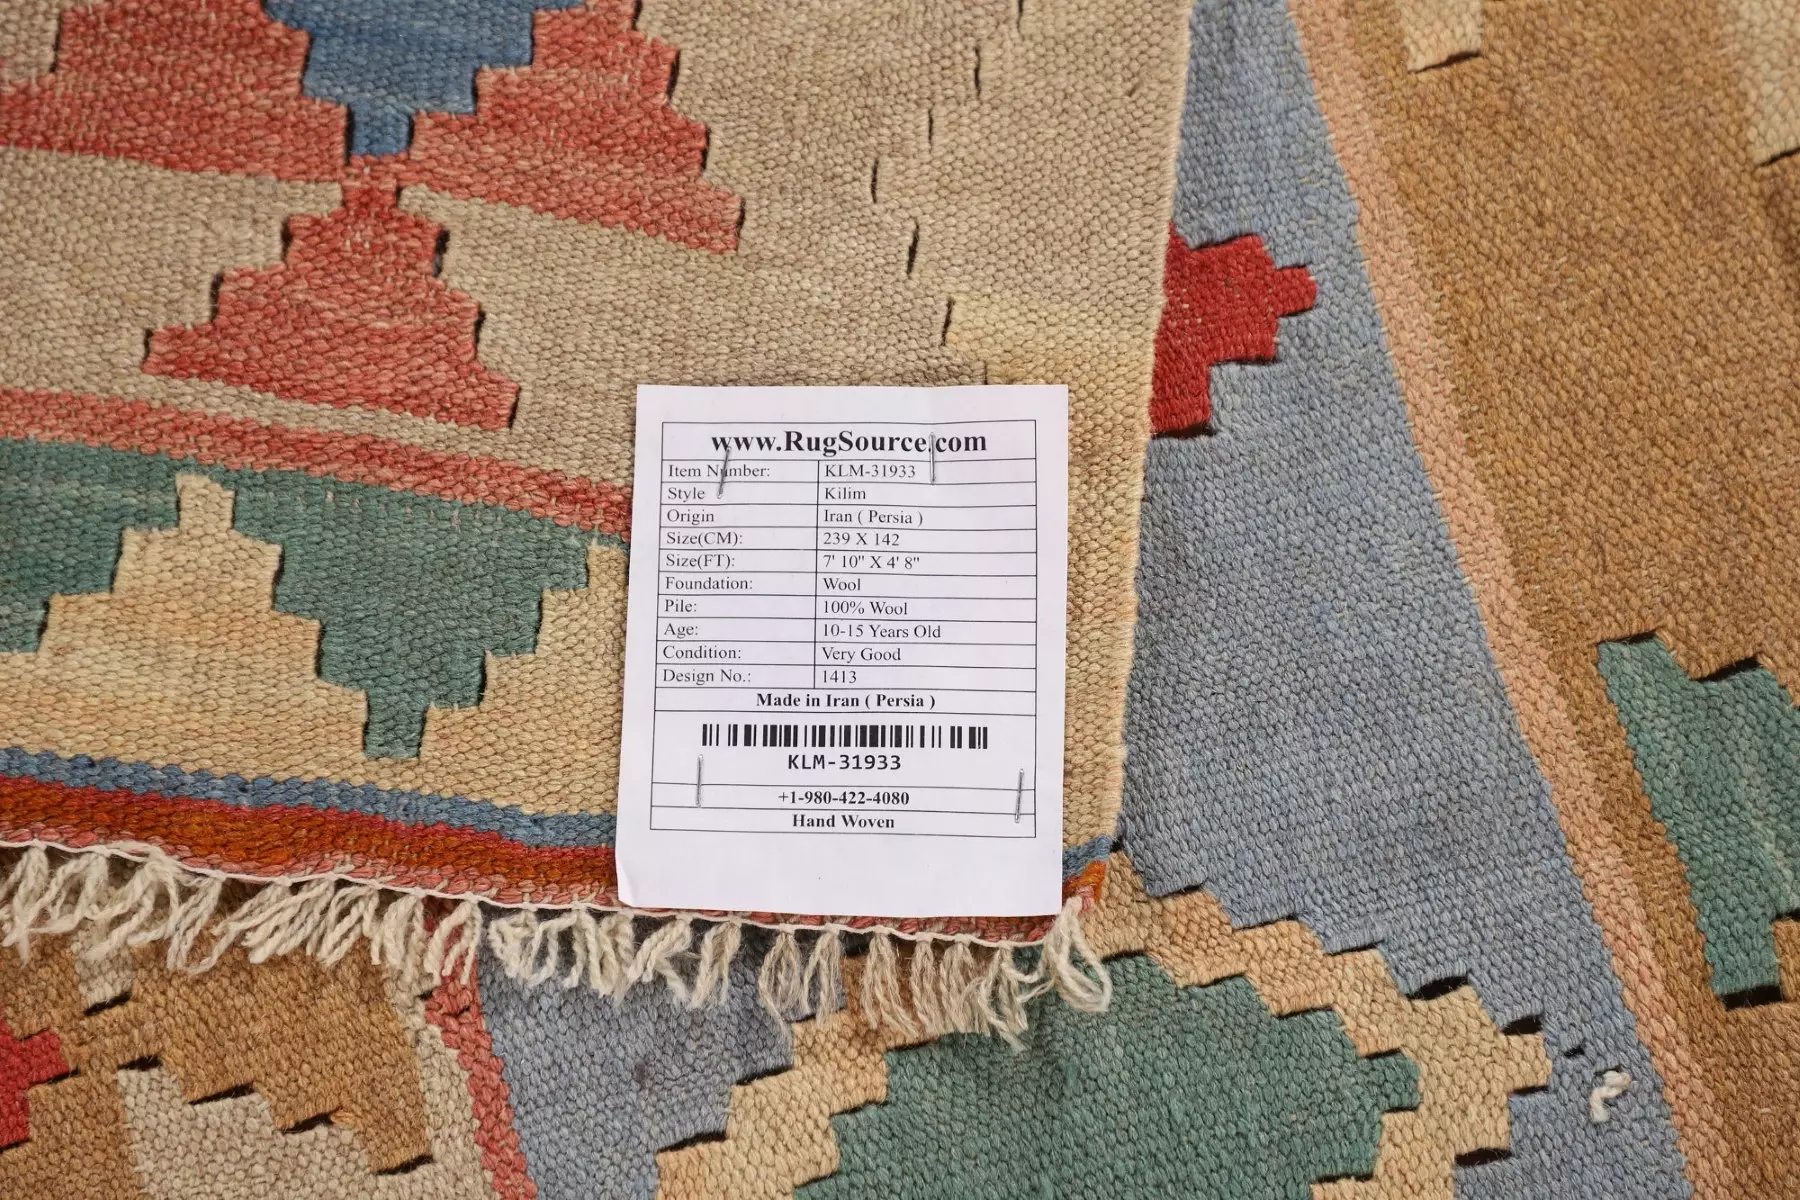 www.RugSource.com
Item Number: KLM-31933
Style Kilim
Origin Iran ( Persia )
Size(CM): 239 X 142
Size(FT): 7' 10" X 4' 8"
Foundation: Wool
Pile: 100% Wool
Age: 10-15 Years Old
Condition: Very Good
Design No.: 1413
Made in Iran ( Persia )
KLM-31933
+1-980-422-4080
Hand Woven